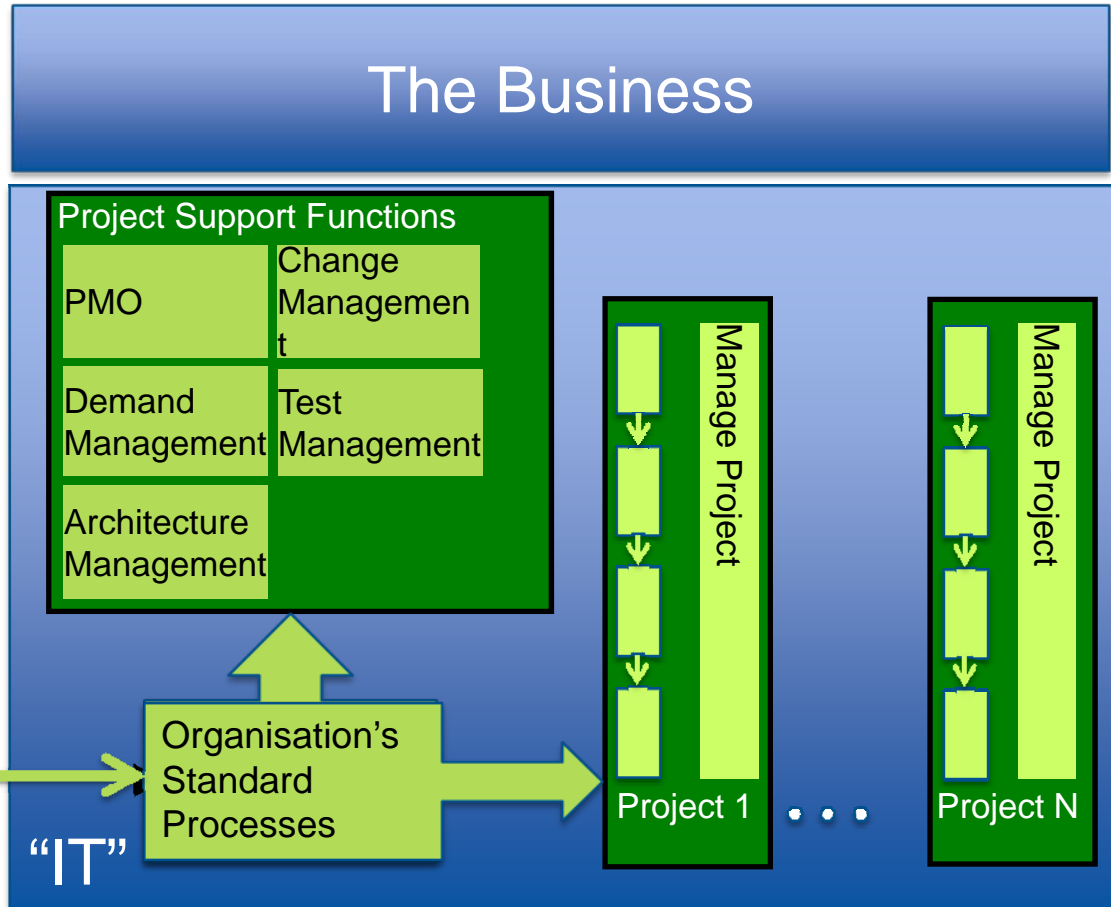 The Business
Project Support Functions
PMO
Change
Managemen
t
Demand
Management
Test
Management
Architecture
Management
Organisation’s
Standard
Processes
“IT”
Manage Project
Project 1
Manage Project
Project N